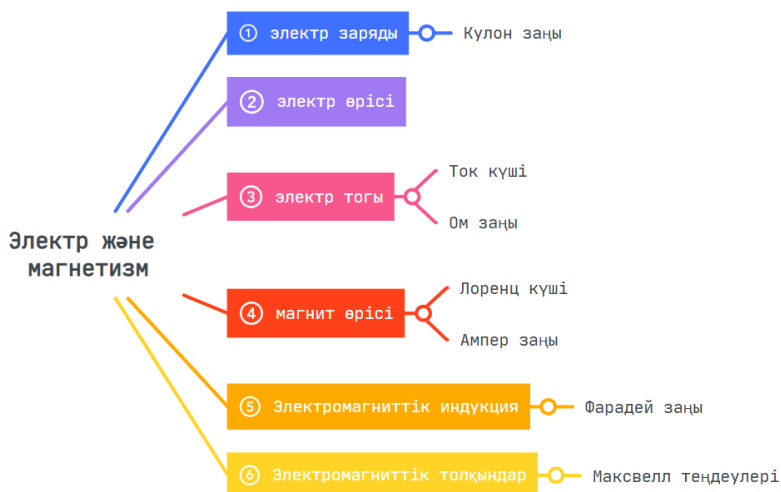 ① электр заряды
Кулон заңы
② электр өрісі
③ электр тогы
Ток күші
Ом заңы
Электр және
магнетизм
④ магнит өрісі
Лоренц күші
Ампер заңы
⑤ Электромагниттік индукция
Фарадей заңы
⑥ Электромагниттік толқындар
Максвелл теңдеулері